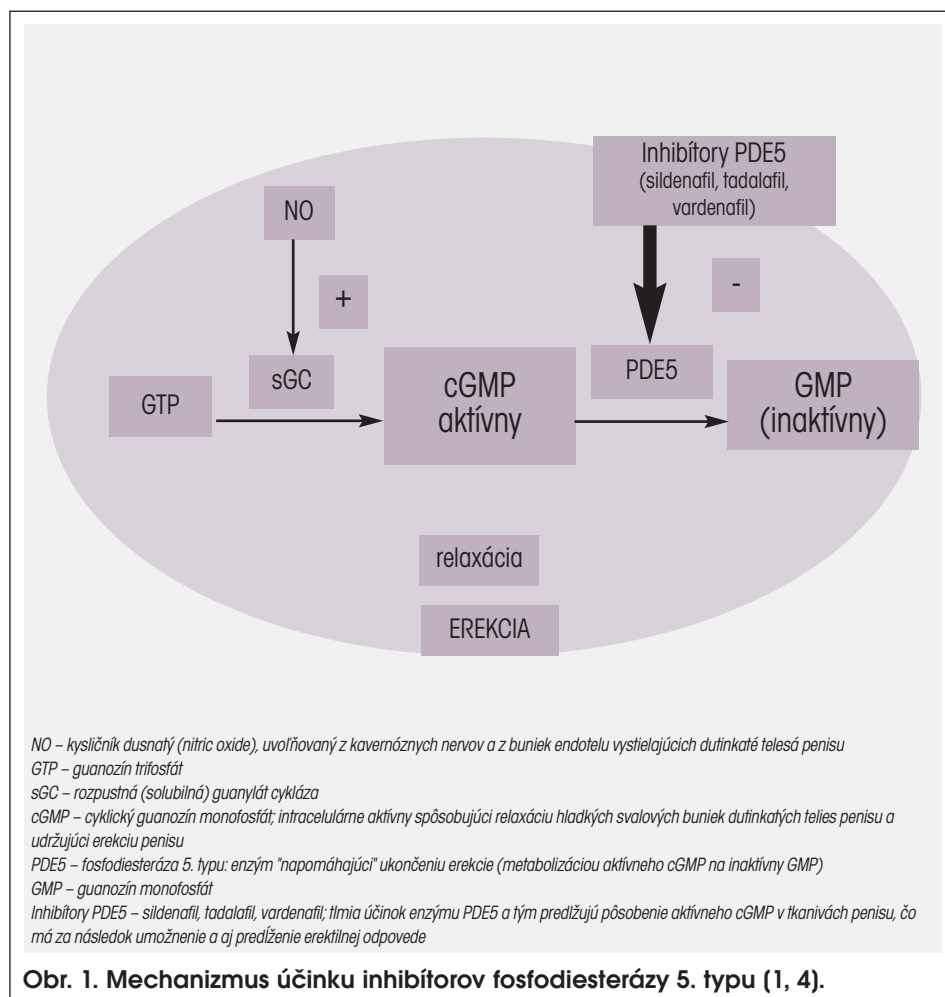 Inhibítory PDE5
(sildenafil, tadalafil,
vardenafil)
NO
+
-
sGC
PDE5
GTP
cGMP
aktívny
GMP
(inaktívny)
relaxácia
EREKCIA
NO – kysličník dusnatý (nitric oxide), uvoľňovaný z kavernóznych nervov a z buniek endotelu vystielajúcich dutinkaté telesá penisu
GTP – guanozín trifosfát
sGC – rozpustná (solubilná) guanylát cykláza
cGMP – cyklický guanozín monofosfát; intracelulárne aktívny spôsobujúci relaxáciu hladkých svalových buniek dutinkatých telies penisu a
udržujúci erekciu penisu
PDE5 – fosfodiesteráza 5. typu: enzým "napomáhajúci" ukončeniu erekcie (metabolizáciou aktívneho cGMP na inaktívny GMP)
GMP – guanozín monofosfát
Inhibítory PDE5 – sildenafil, tadalafil, vardenafil; tlmia účinok enzýmu PDE5 a tým predlžujú pôsobenie aktívneho cGMP v tkanivách penisu, čo
má za následok umožnenie a aj predĺženie erektilnej odpovede
Obr. 1. Mechanizmus účinku inhibítorov fosfodiesterázy 5. typu (1, 4).